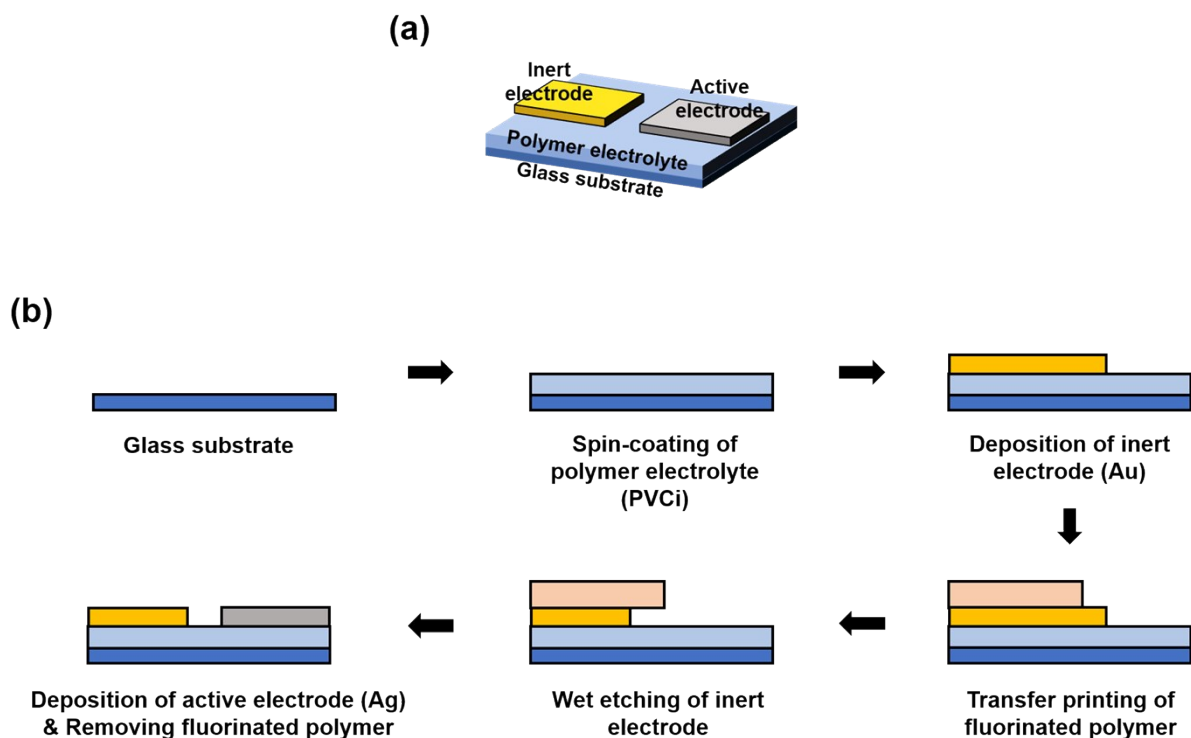 (a)
Inert
electrode
Active
electrode
Polymer electrolyte
Glass substrate
(b)
Glass substrate
Spin-coating of
polymer electrolyte
(PVCi)
Deposition of inert
electrode (Au)
Deposition of active electrode (Ag)
& Removing fluorinated polymer
Wet etching of inert
electrode
Transfer printing of
fluorinated polymer